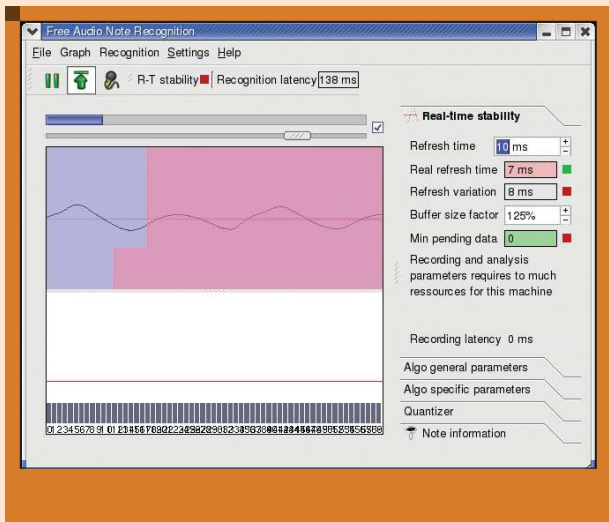 Free Audio Note Recognition
File Graph Recognition Settings Help
R-T stability Recognition latency 138 ms
Real-time stability
Refresh time 10 ms
Real refresh time 7 ms
Refresh variation 8 ms
Buffer size factor 125%
Min pending data 0
Recording and analysis
parameters requires to much
ressources for this machine
Recording latency 0 ms
Algo general parameters
Algo specific parameters
Quantizer
Note information